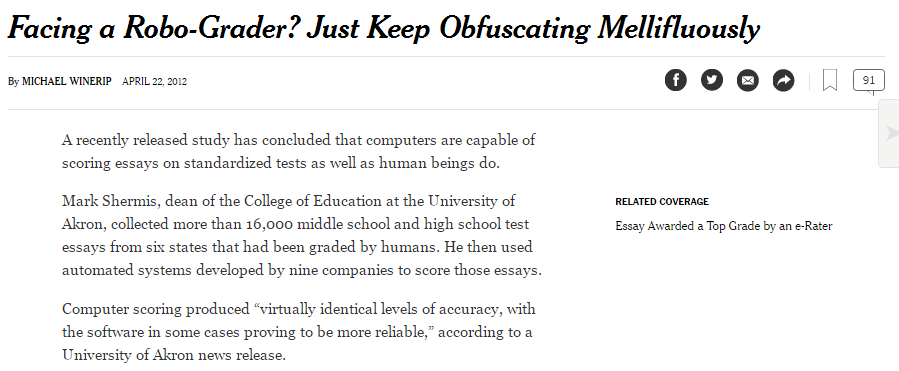 Facing a Robo-Grader? Just Keep Obfuscating Mellifluously
By MICHAEL WINERIP APRIL 22, 2012
91
A recently released study has concluded that computers are capable of
scoring essays on standardized tests as well as human beings do.
Mark Shermis, dean of the College of Education at the University of
Akron, collected more than 16,000 middle school and high school test
essays from six states that had been graded by humans. He then used
automated systems developed by nine companies to score those essays.
Computer scoring produced “virtually identical levels of accuracy, with
the software in some cases proving to be more reliable,” according to a
University of Akron news release.
RELATED COVERAGE
Essay Awarded a Top Grade by an e-Rater